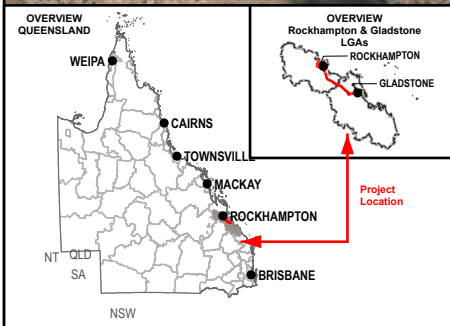 OVERVIEW
QUEENSLAND
WEIPA
CAIRNS
TOWNSVILLE
MACKAY
ROCKHAMPTON
BRISBANE
NT
QLD
SA
NSW
OVERVIEW
Rockhampton & Gladstone
LGAs
ROCKHAMPTON
GLADSTONE
Project
Location